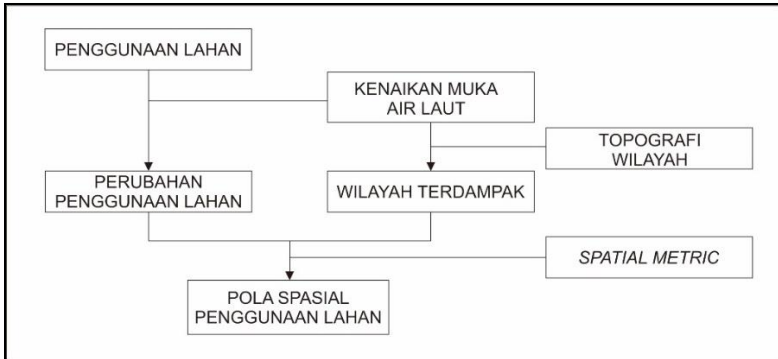 PENGGUNAAN LAHAN
KENAIKAN MUKA
AIR LAUT
TOPOGRAFI
WILAYAH
PERUBAHAN
PENGGUNAAN LAHAN
WILAYAH TERDAMPAK
SPATIAL METRIC
POLA SPASIAL
PENGGUNAAN LAHAN